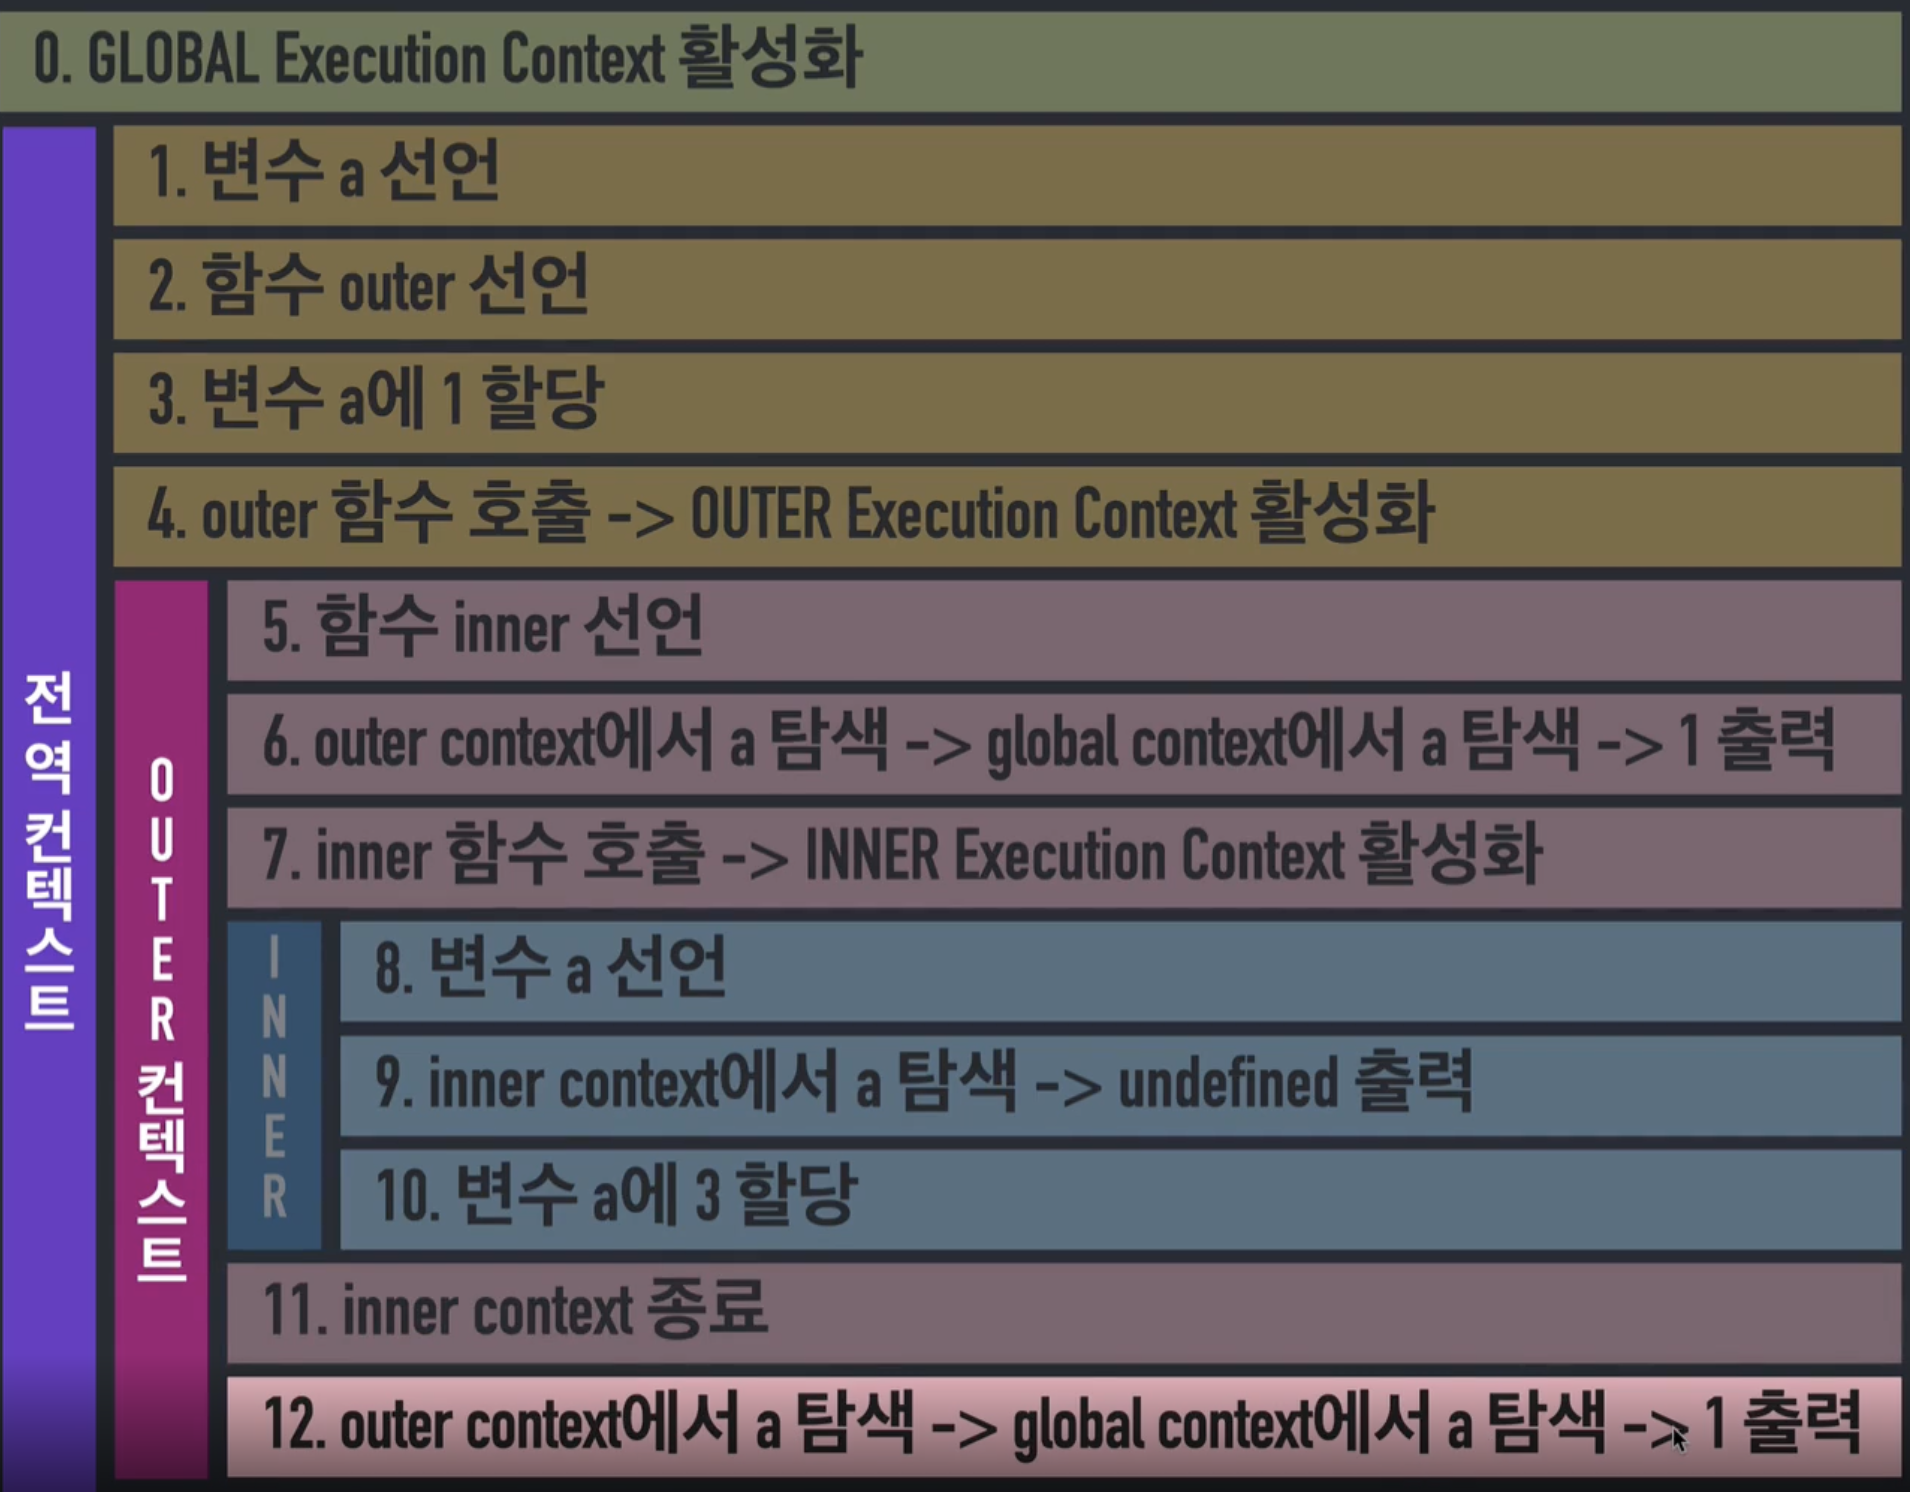 0. GLOBAL Execution Context 활성화
1. 변수 a 선언
2. 함수 outer 선언
3. 변수 a에 1 할당
4. outer 함수 호출 -> OUTER Execution Context 활성화
전역 컨텍스트
5. 함수 inner 선언
6. outer context에서 a 탐색 -> global context에서 a 탐색 -> 1 출력
7. inner 함수 호출 -> INNER Execution Context 활성화
OUTER 컨텍스트
INNER
8. 변수 a 선언
9. inner context에서 a 탐색 -> undefined 출력
10. 변수 a에 3 할당
11. inner context 종료
12. outer context에서 a 탐색 -> global context에서 a 탐색 -> 1 출력